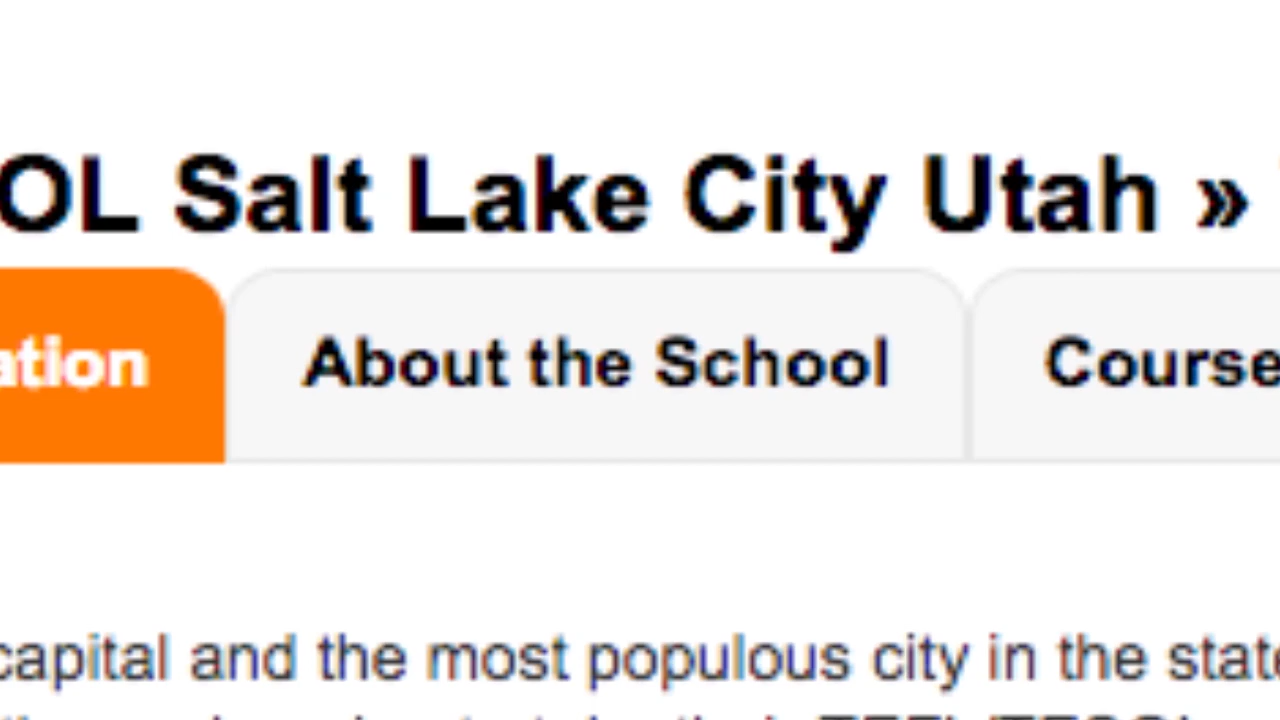 OL Salt Lake City Utah »
ation About the School Course
capital and the most populous city in the state